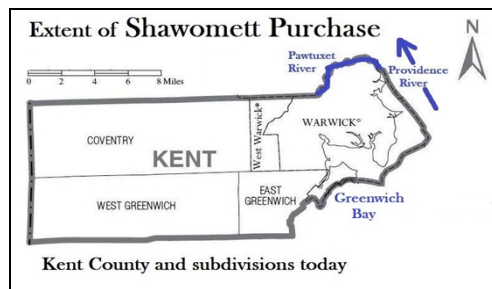 Extent of Shawomett Purchase
N
Pawtuxet
River
Providence
River
0 2 4 6 8 Miles
COVENTRY
KENT
West Warwick*
WARWICK°
WEST GREENWICH
EAST
GREENWICH
Greenwich
Bay
Kent County and subdivisions today